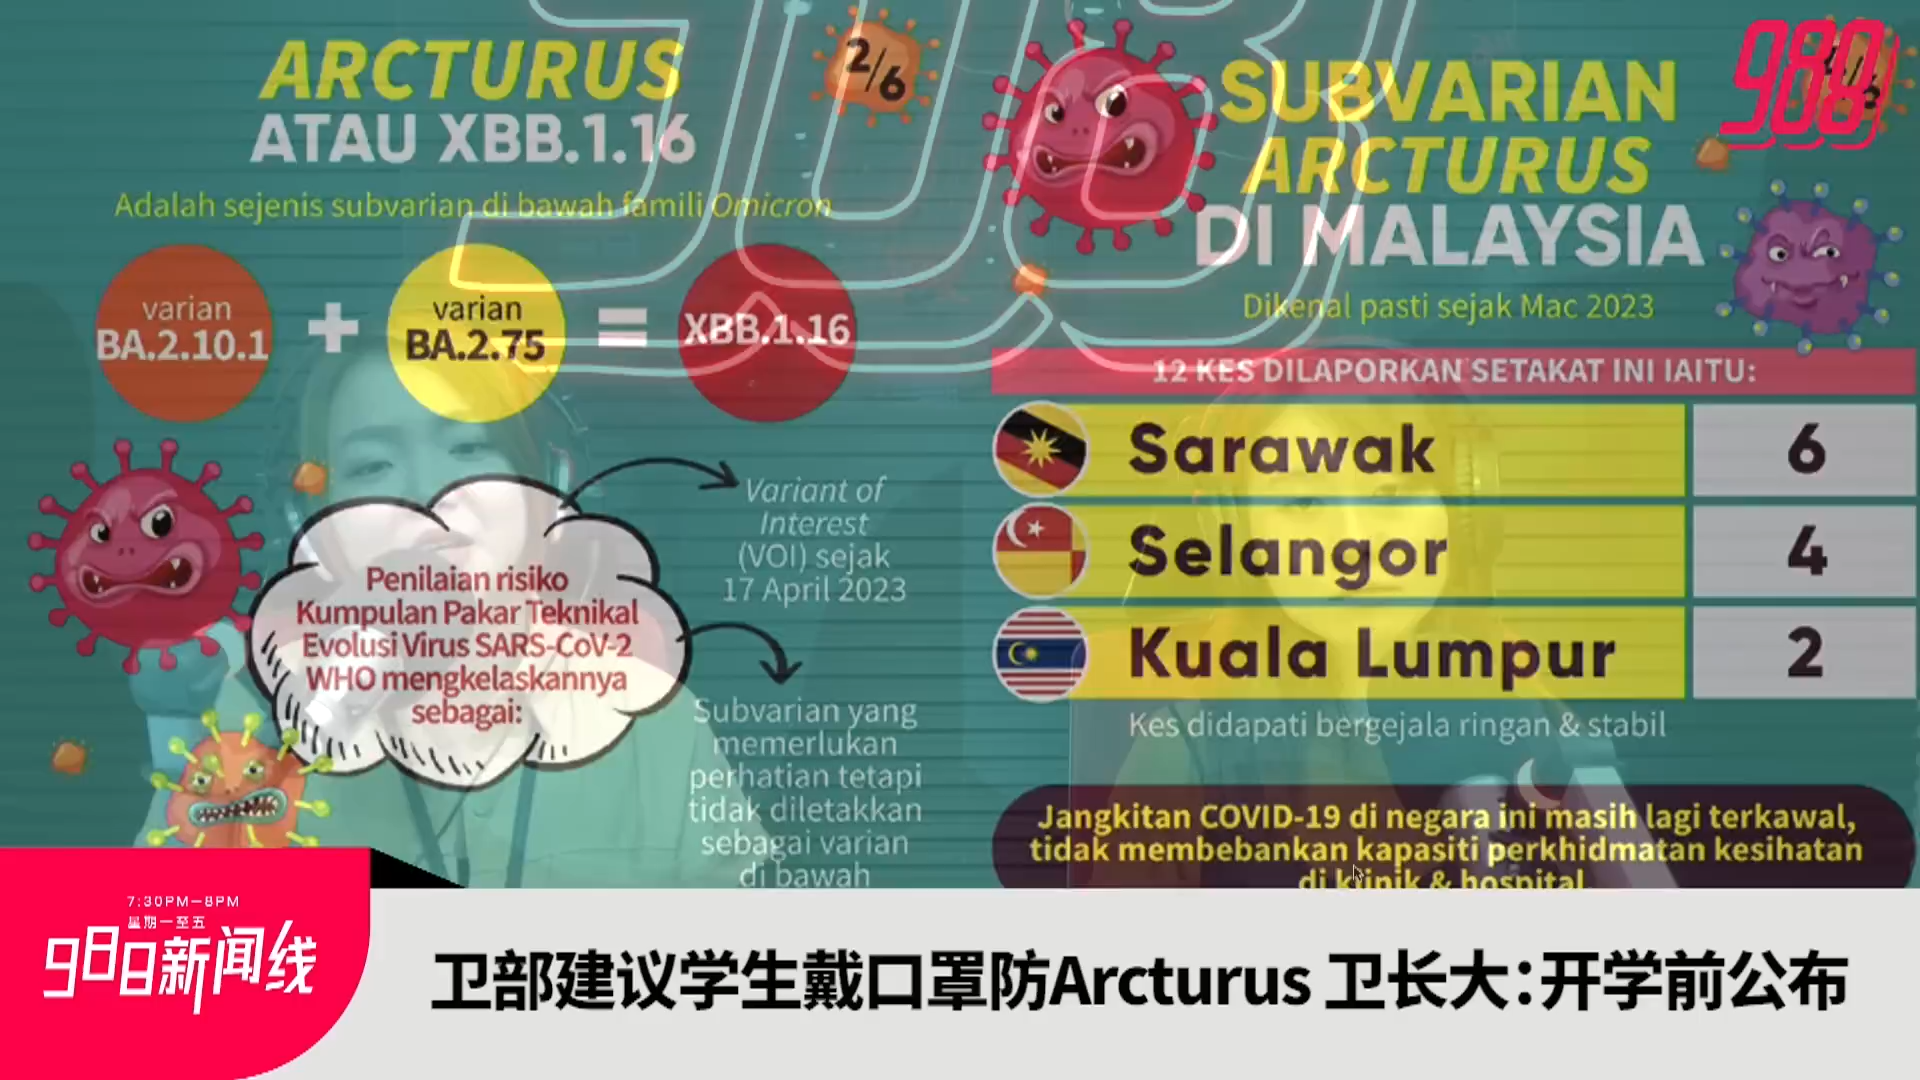 ARCTURUS
ATAU XBB.1.16
2/6
Adalah sejenis subvarian di bawah famili Omicron
varian
BA.2.10.1
+
varian
BA.2.75
=
XBB.1.16
Penilaian risiko
Kumpulan Pakar Teknikal
Evolusi Virus SARS-CoV-2
WHO mengkelaskannya
sebagai:
Variant of
Interest
(VOI) sejak
17 April 2023
Subvarian yang
memerlukan
perhatian tetapi
tidak diletakkan
sebagai varian
di bawah
988
SUBVARIAN
ARCTURUS
DI MALAYSIA
988
Dikenal pasti sejak Mac 2023
12 KES DILAPORKAN SETAKAT INI IAITU:
Sarawak 6
Selangor 4
Kuala Lumpur 2
Kes didapati bergejala ringan & stabil
Jangkitan COVID-19 di negara ini masih lagi terkawal,
tidak membebankan kapasiti perkhidmatan kesihatan
di klinik & hospital
7:30PM–8PM
星期一至五
988新闻线
卫部建议学生戴口罩防Arcturus 卫长大：开学前公布